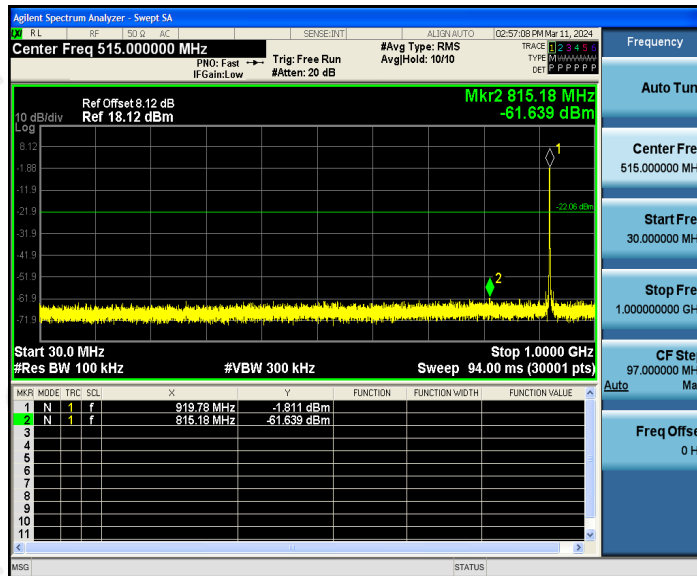 Agilent Spectrum Analyzer - Swept SA
LXI RL RF 50 Ω AC SENSE:INT ALIGN AUTO 02:57:08 PM Mar 11, 2024
Center Freq 515.000000 MHz #Avg Type: RMS TRACE 1 2 3 4 5 6
PNO: Fast Trig: Free Run Avg|Hold: 10/10 TYPE M
IFGain:Low #Atten: 20 dB DET P P P P P P
Frequency
Auto Tun
Center Fre
515.000000 MH
Start Fre
30.000000 MH
Stop Fre
1.000000000 GH
CF Ste
97.000000 MH
Auto Ma
Freq Offse
0 H
Mkr2 815.18 MHz
Ref Offset 8.12 dB
10 dB/div Ref 18.12 dBm -61.639 dBm
Log
8.12
-1.88
-11.9
-21.9
-31.9
-41.9
-51.9
-61.9
-71.9
1
-22.06 dBm
2
Start 30.0 MHz Stop 1.0000 GHz
#Res BW 100 kHz #VBW 300 kHz Sweep 94.00 ms (30001 pts)
MKR MODE TRC SCL X Y FUNCTION FUNCTION WIDTH FUNCTION VALUE
1 N 1 f 919.78 MHz -1.811 dBm
2 N 1 f 815.18 MHz -61.639 dBm
3
4
5
6
7
8
9
10
11
MSG STATUS